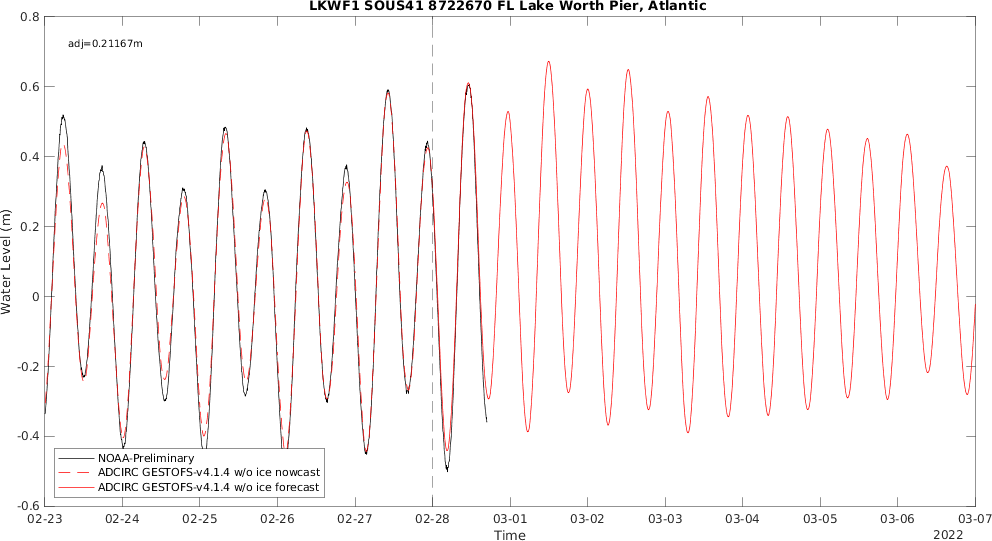 LKWF1 SOUS41 8722670 FL Lake Worth Pier, Atlantic
adj=0.21167m
0.8
0.6
0.4
0.2
0
-0.2
-0.4
-0.6
Water Level (m)
NOAA-Preliminary
ADCIRC GESTOFS-v4.1.4 w/o ice nowcast
ADCIRC GESTOFS-v4.1.4 w/o ice forecast
02-23 02-24 02-25 02-26 02-27 02-28 03-01 03-02 03-03 03-04 03-05 03-06 03-07
Time
2022